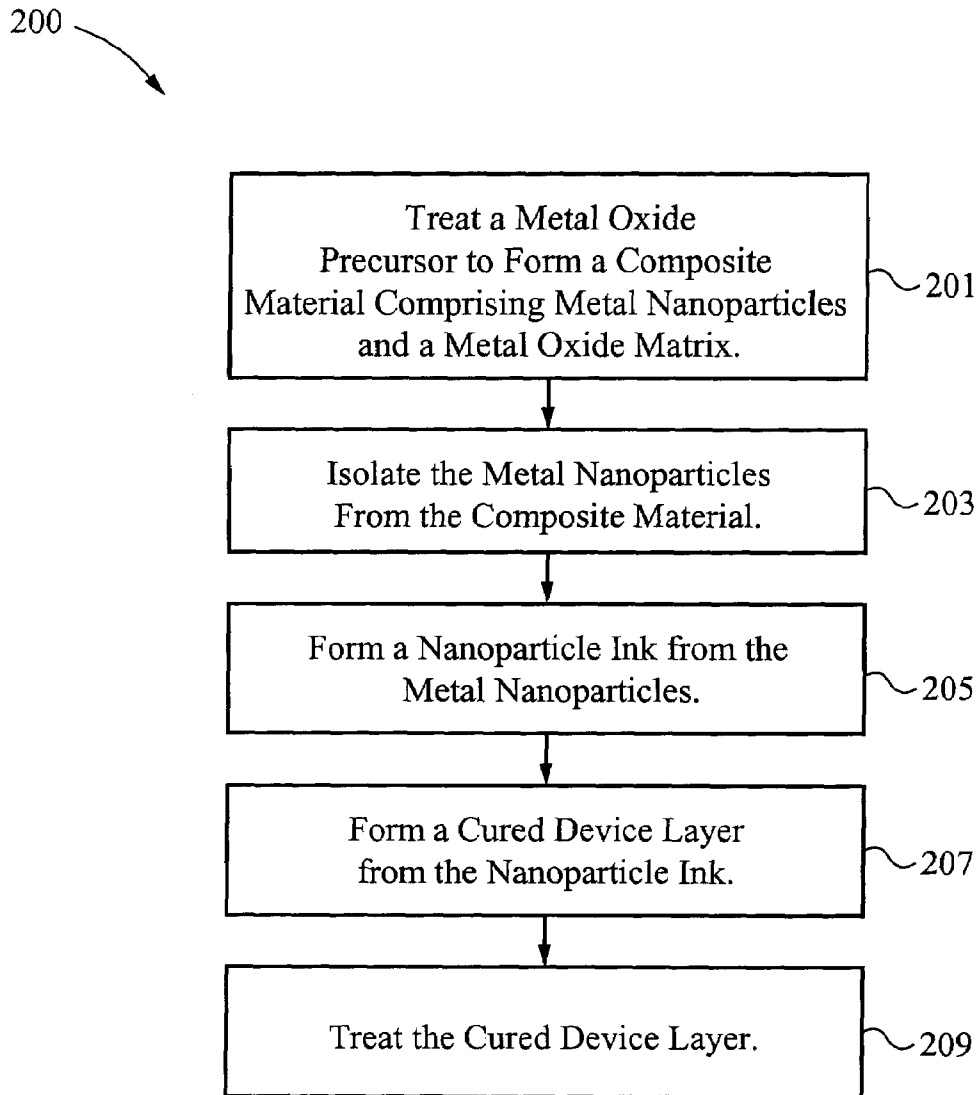 200
Treat a Metal Oxide
Precursor to Form a Composite
Material Comprising Metal Nanoparticles
and a Metal Oxide Matrix.
201
Isolate the Metal Nanoparticles
From the Composite Material.
203
Form a Nanoparticle Ink from the
Metal Nanoparticles.
205
Form a Cured Device Layer
from the Nanoparticle Ink.
207
Treat the Cured Device Layer.
209